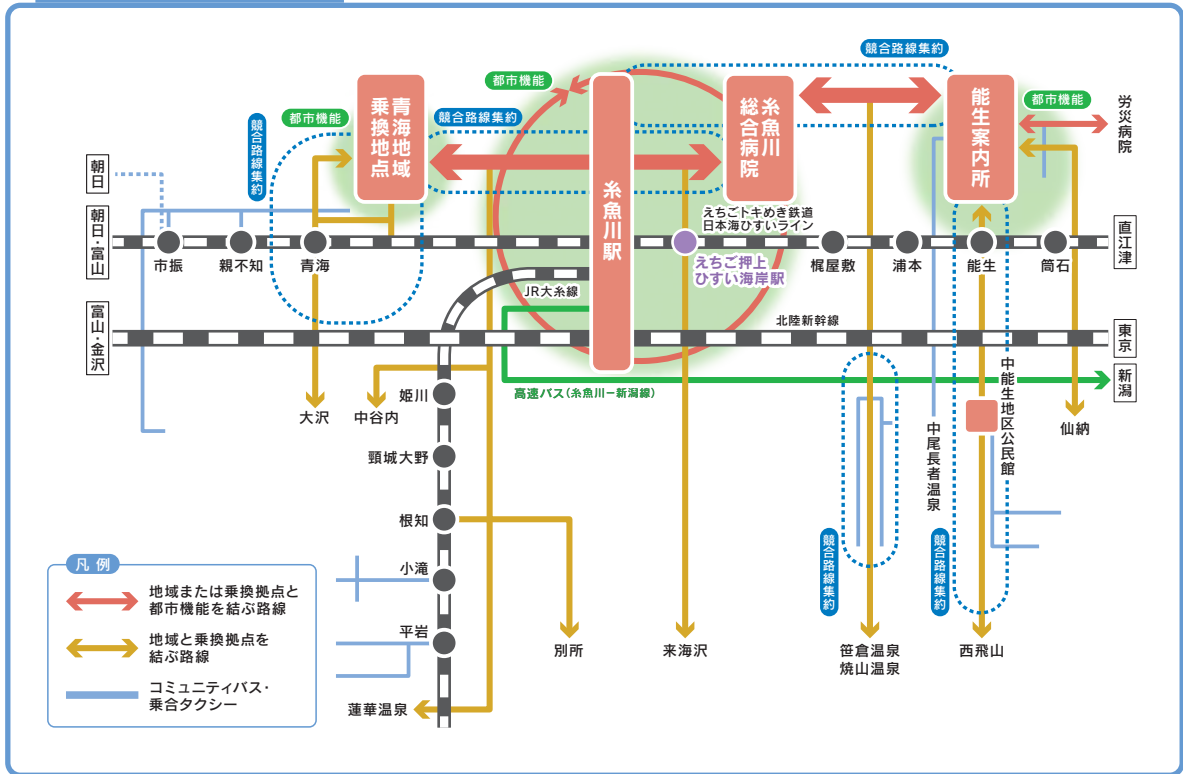 競合路線集約
都市機能
青海地域
乗換地点
都市機能
競合路線集約
競合路線集約
糸魚川駅
糸魚川
総合病院
能生案内所
都市機能
労災病院
朝日
朝日・富山
富山・金沢
市振
親不知
青海
えちごトキめき鉄道
日本海ひすいライン
えちご押上
ひすい海岸駅
梶屋敷
浦本
能生
筒石
直江津
JR大糸線
北陸新幹線
東京
新潟
高速バス(糸魚川ー新潟線)
大沢
中谷内
姫川
頸城大野
根知
小滝
平岩
蓮華温泉
別所
来海沢
競合路線集約
笹倉温泉
焼山温泉
中尾長者温泉
中能生地区公民館
競合路線集約
西飛山
仙納
凡例
地域または乗換拠点と
都市機能を結ぶ路線
地域と乗換拠点を
結ぶ路線
コミュニティバス・
乗合タクシー